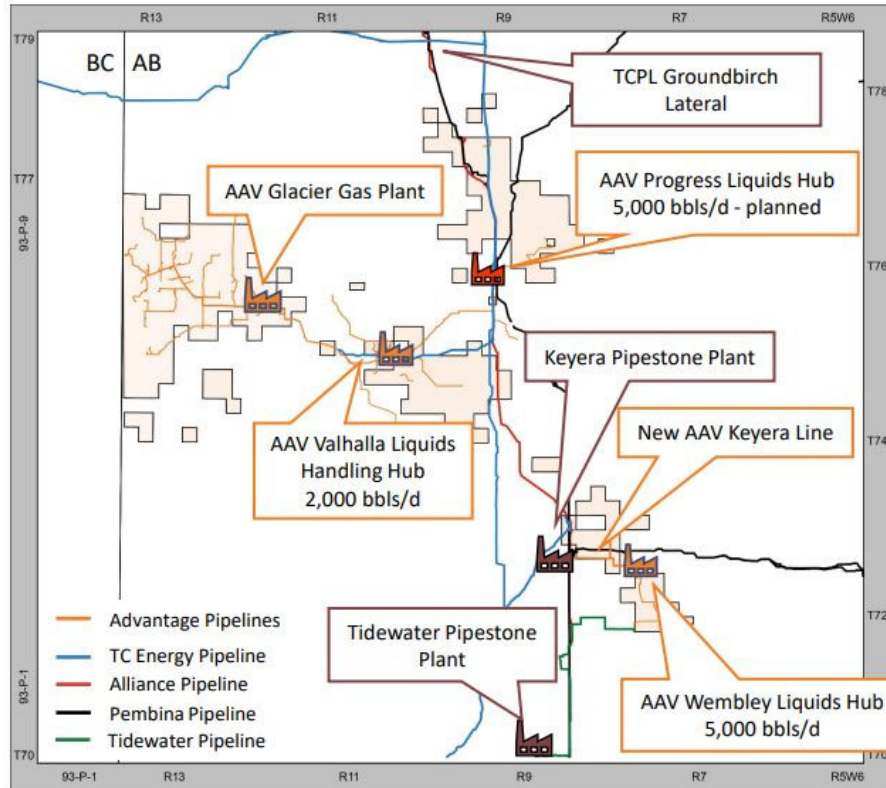 R13
R11
R9
R7
R5W6
T79
BC
AB
TCPL Groundbirch
Lateral
T78
T77
AAV Glacier Gas Plant
AAV Progress Liquids Hub
5,000 bbls/d - planned
93-P-9
T76
Keyera Pipestone Plant
New AAV Keyera Line
T74
AAV Valhalla Liquids
Handling Hub
2,000 bbls/d
T72
Advantage Pipelines
TC Energy Pipeline
Alliance Pipeline
Pembina Pipeline
Tidewater Pipeline
Tidewater Pipestone
Plant
AAV Wembley Liquids Hub
5,000 bbls/d
93-P-1
T70
T70
93-P-1
R13
R11
R9
R7
R5W6